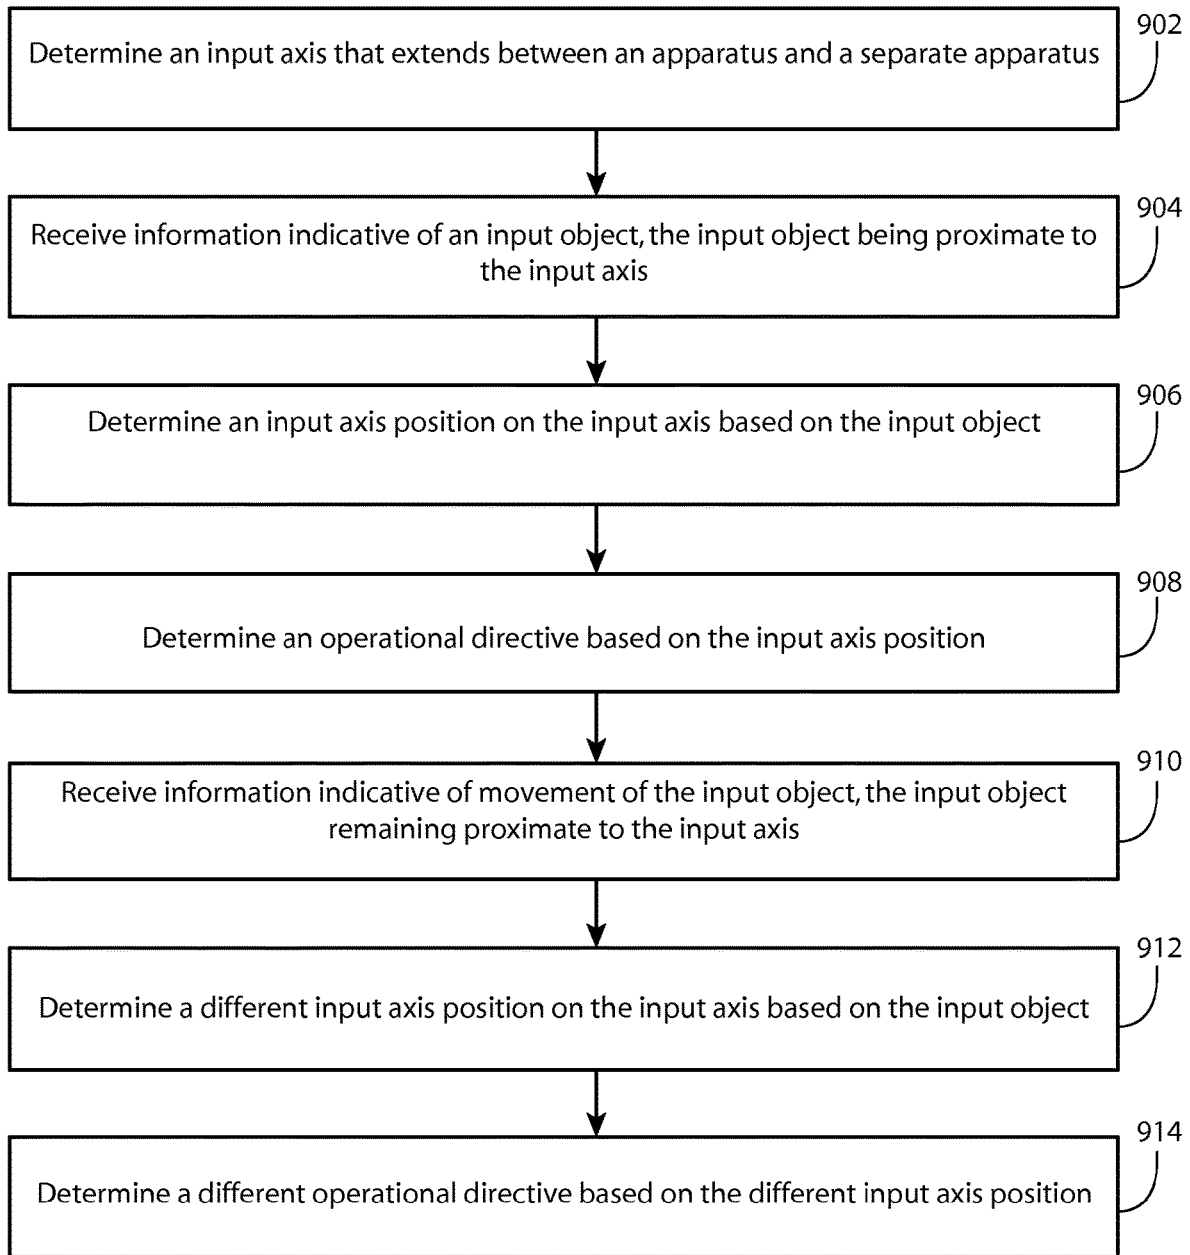 902
Determine an input axis that extends between an apparatus and a separate apparatus
904
Receive information indicative of an input object, the input object being proximate to
the input axis
906
Determine an input axis position on the input axis based on the input object
908
Determine an operational directive based on the input axis position
910
Receive information indicative of movement of the input object, the input object
remaining proximate to the input axis
912
Determine a different input axis position on the input axis based on the input object
914
Determine a different operational directive based on the different input axis position